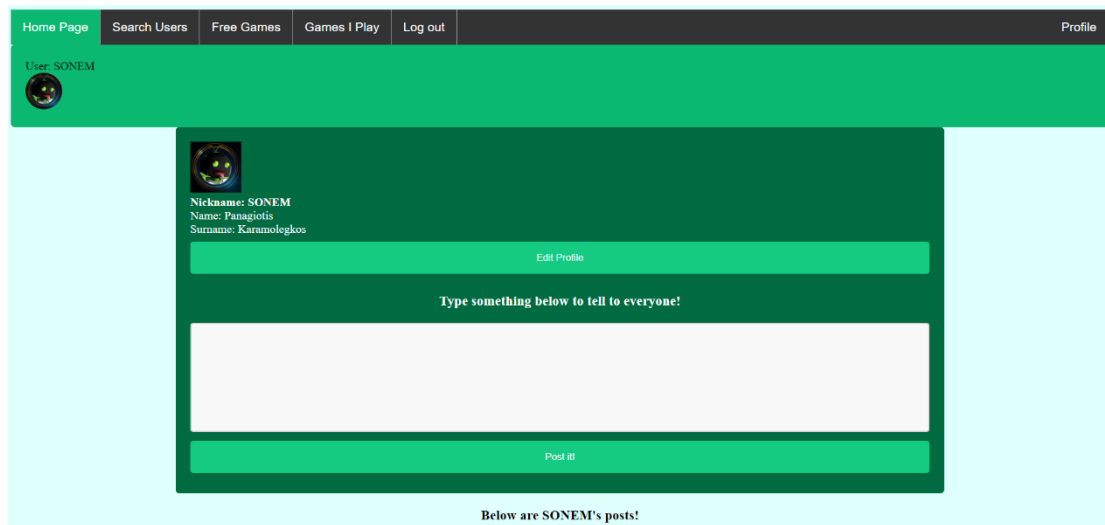 Home Page Search Users Free Games Games I Play Log out Profile
User: SONEM
Nickname: SONEM
Name: Panagiotis
Surname: Karamolegkos
Edit Profile
Type something below to tell to everyone!
Post it!
Below are SONEM's posts!